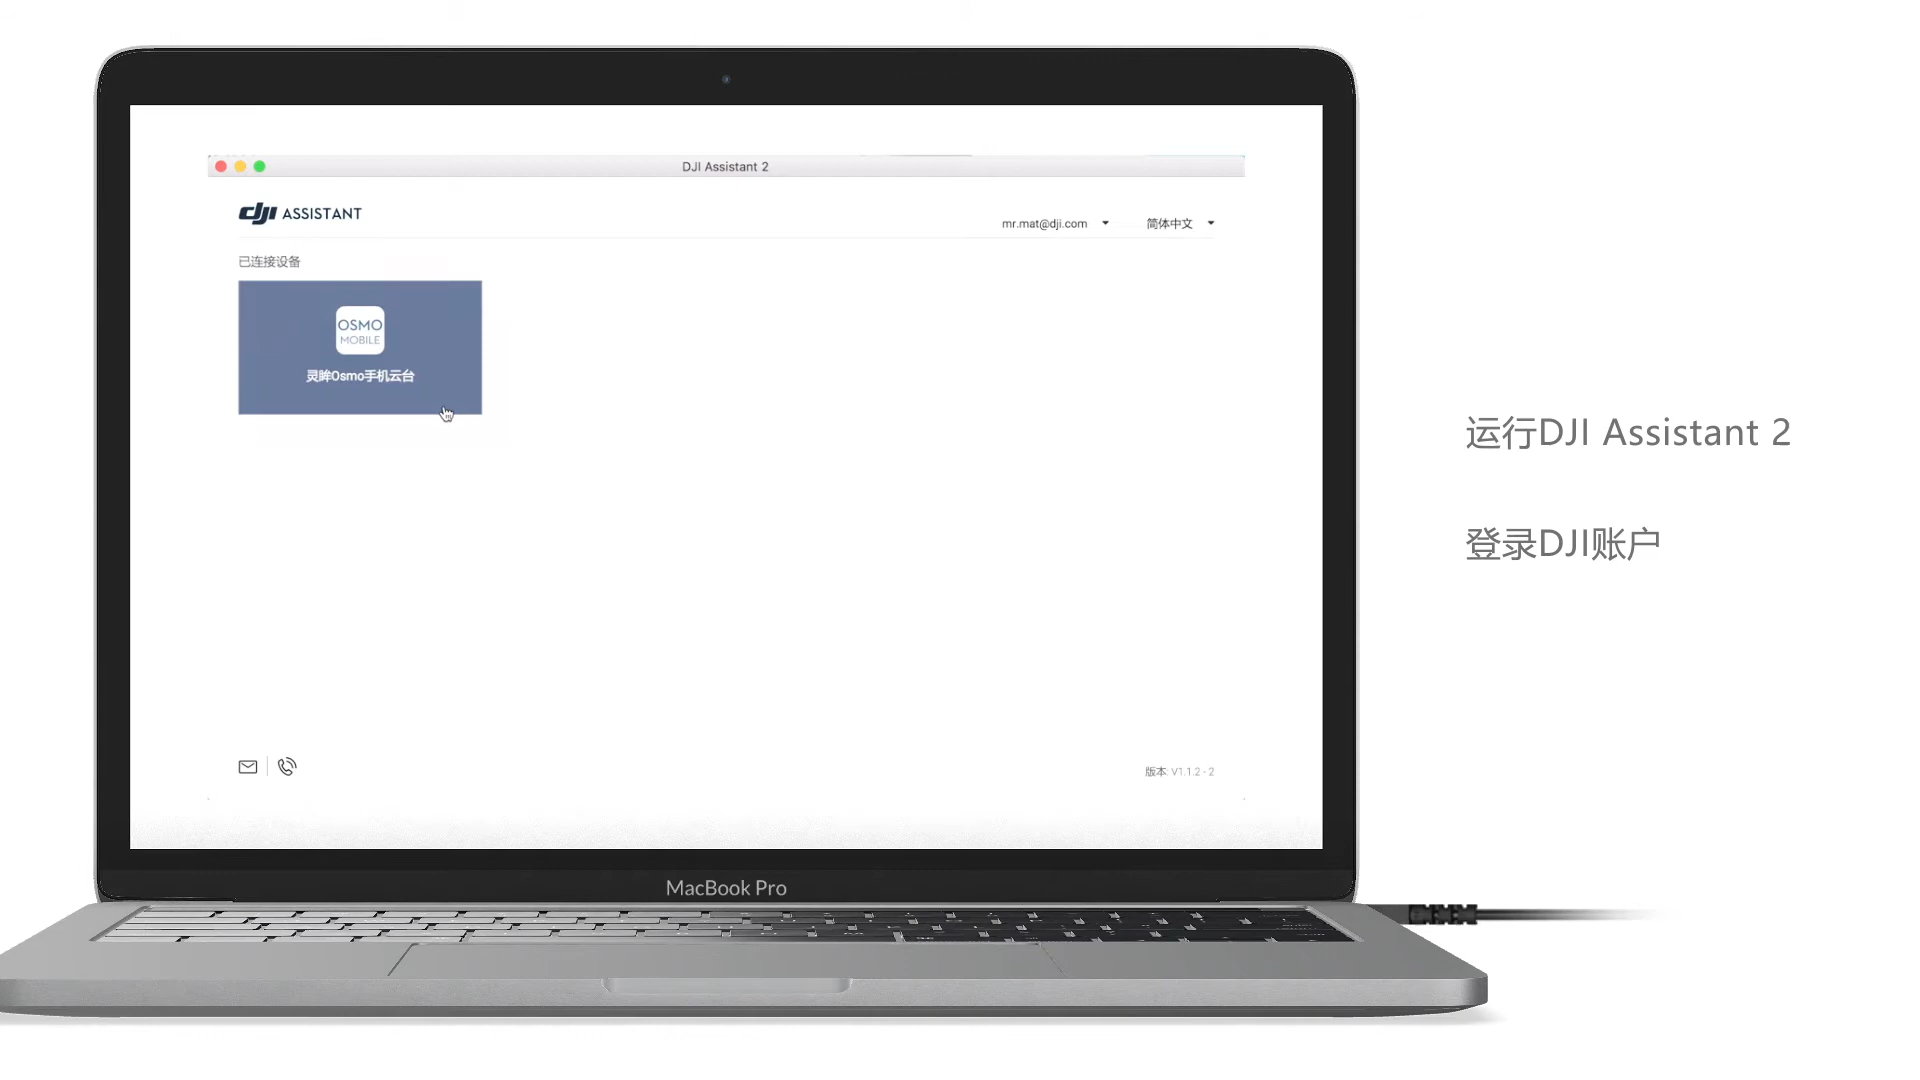 DJI Assistant 2
dji ASSISTANT
mr.mat@dji.com
简体中文
已连接设备
OSMO
MOBILE
灵眸Osmo手机云台
运行DJI Assistant 2
登录DJI账户
版本: V1.1.2 - 2
MacBook Pro